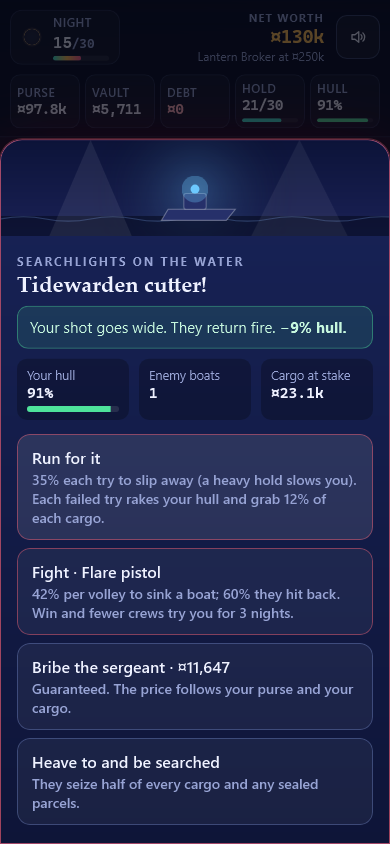 NIGHT
15/30
NET WORTH
¤130k
Lantern Broker at ¤250k
PURSE
¤97.8k
VAULT
¤5,711
DEBT
¤0
HOLD
21/30
HULL
91%
SEARCHLIGHTS ON THE WATER
Tidewarden cutter!
Your shot goes wide. They return fire. −9% hull.
Your hull
91%
Enemy boats
1
Cargo at stake
¤23.1k
Run for it
35% each try to slip away (a heavy hold slows you).
Each failed try rakes your hull and grab 12% of
each cargo.
Fight · Flare pistol
42% per volley to sink a boat; 60% they hit back.
Win and fewer crews try you for 3 nights.
Bribe the sergeant · ¤11,647
Guaranteed. The price follows your purse and your
cargo.
Heave to and be searched
They seize half of every cargo and any sealed
parcels.